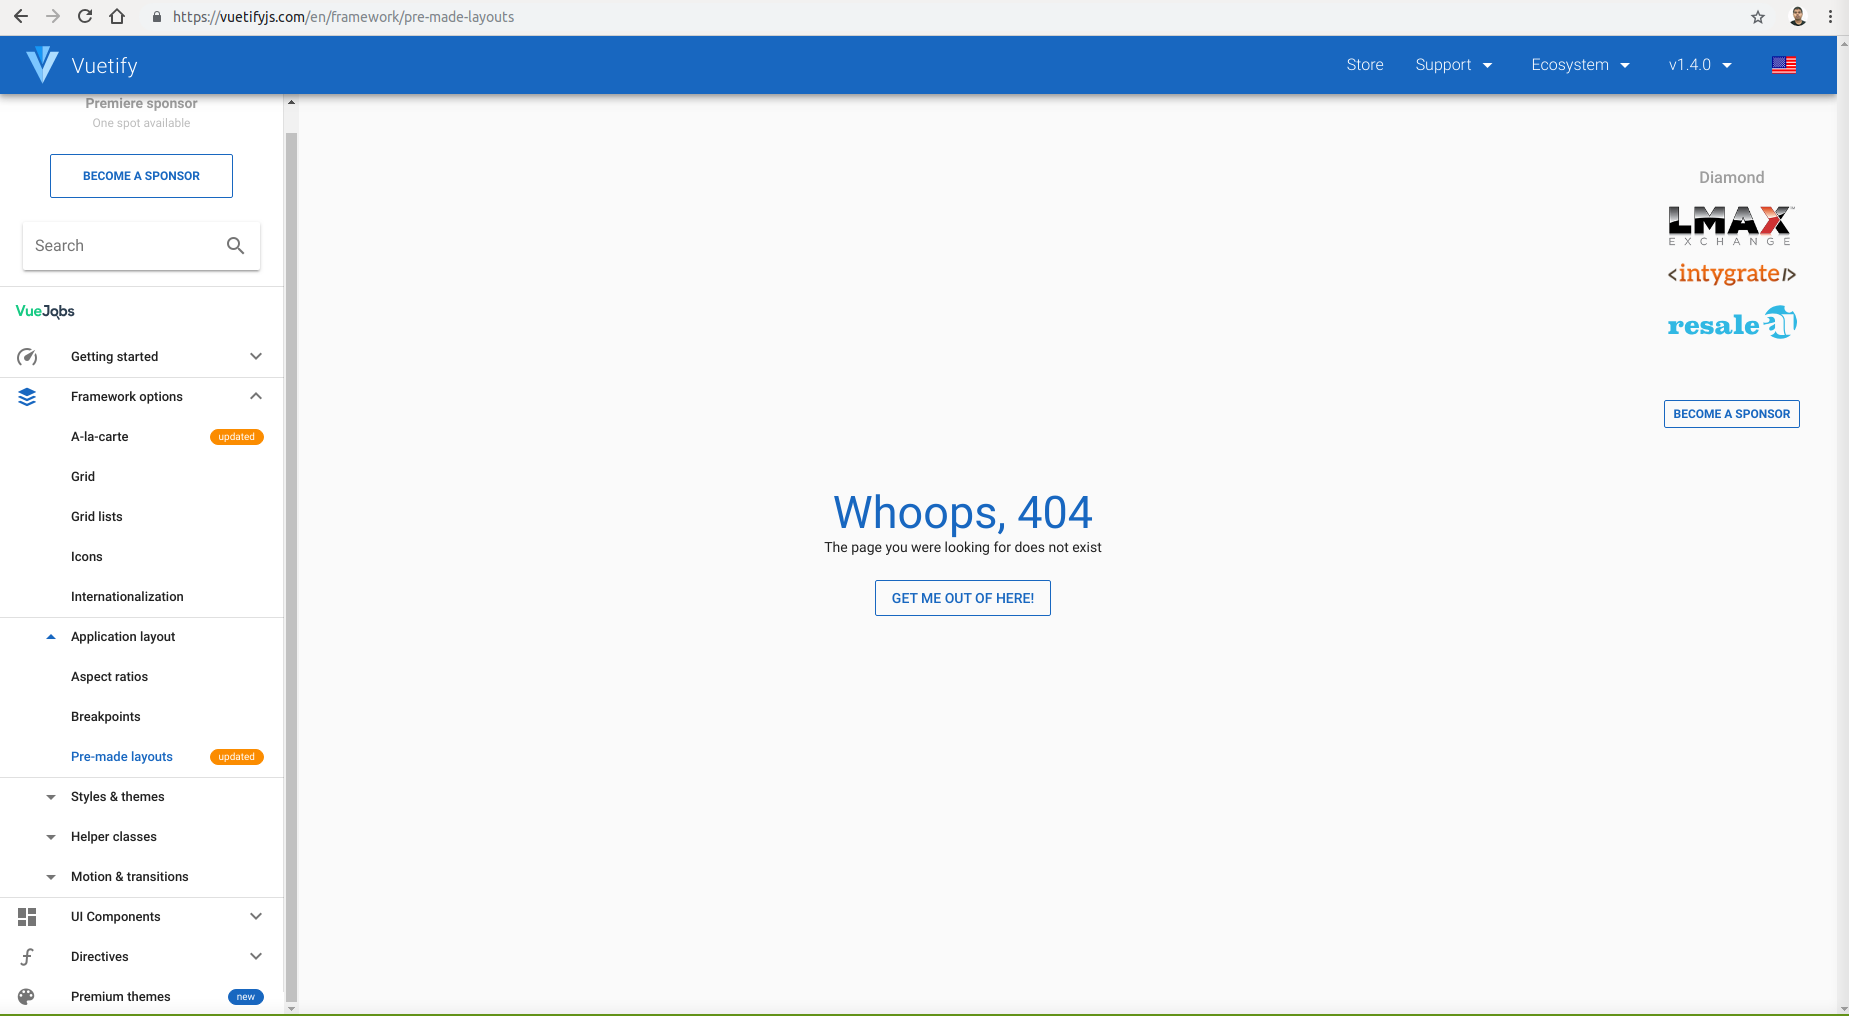 https://vuetifyjs.com/en/framework/pre-made-layouts
Vuetify
Store
Support
Ecosystem
v1.4.0
Premiere sponsor
One spot available
BECOME A SPONSOR
Search
VueJobs
Getting started
Framework options
A-la-carte updated
Grid
Grid lists
Icons
Internationalization
Application layout
Aspect ratios
Breakpoints
Pre-made layouts updated
Styles & themes
Helper classes
Motion & transitions
UI Components
Directives
Premium themes new
Whoops, 404
The page you were looking for does not exist
GET ME OUT OF HERE!
Diamond
LMAX™
EXCHANGE
<intygrate/>
resale ai
BECOME A SPONSOR